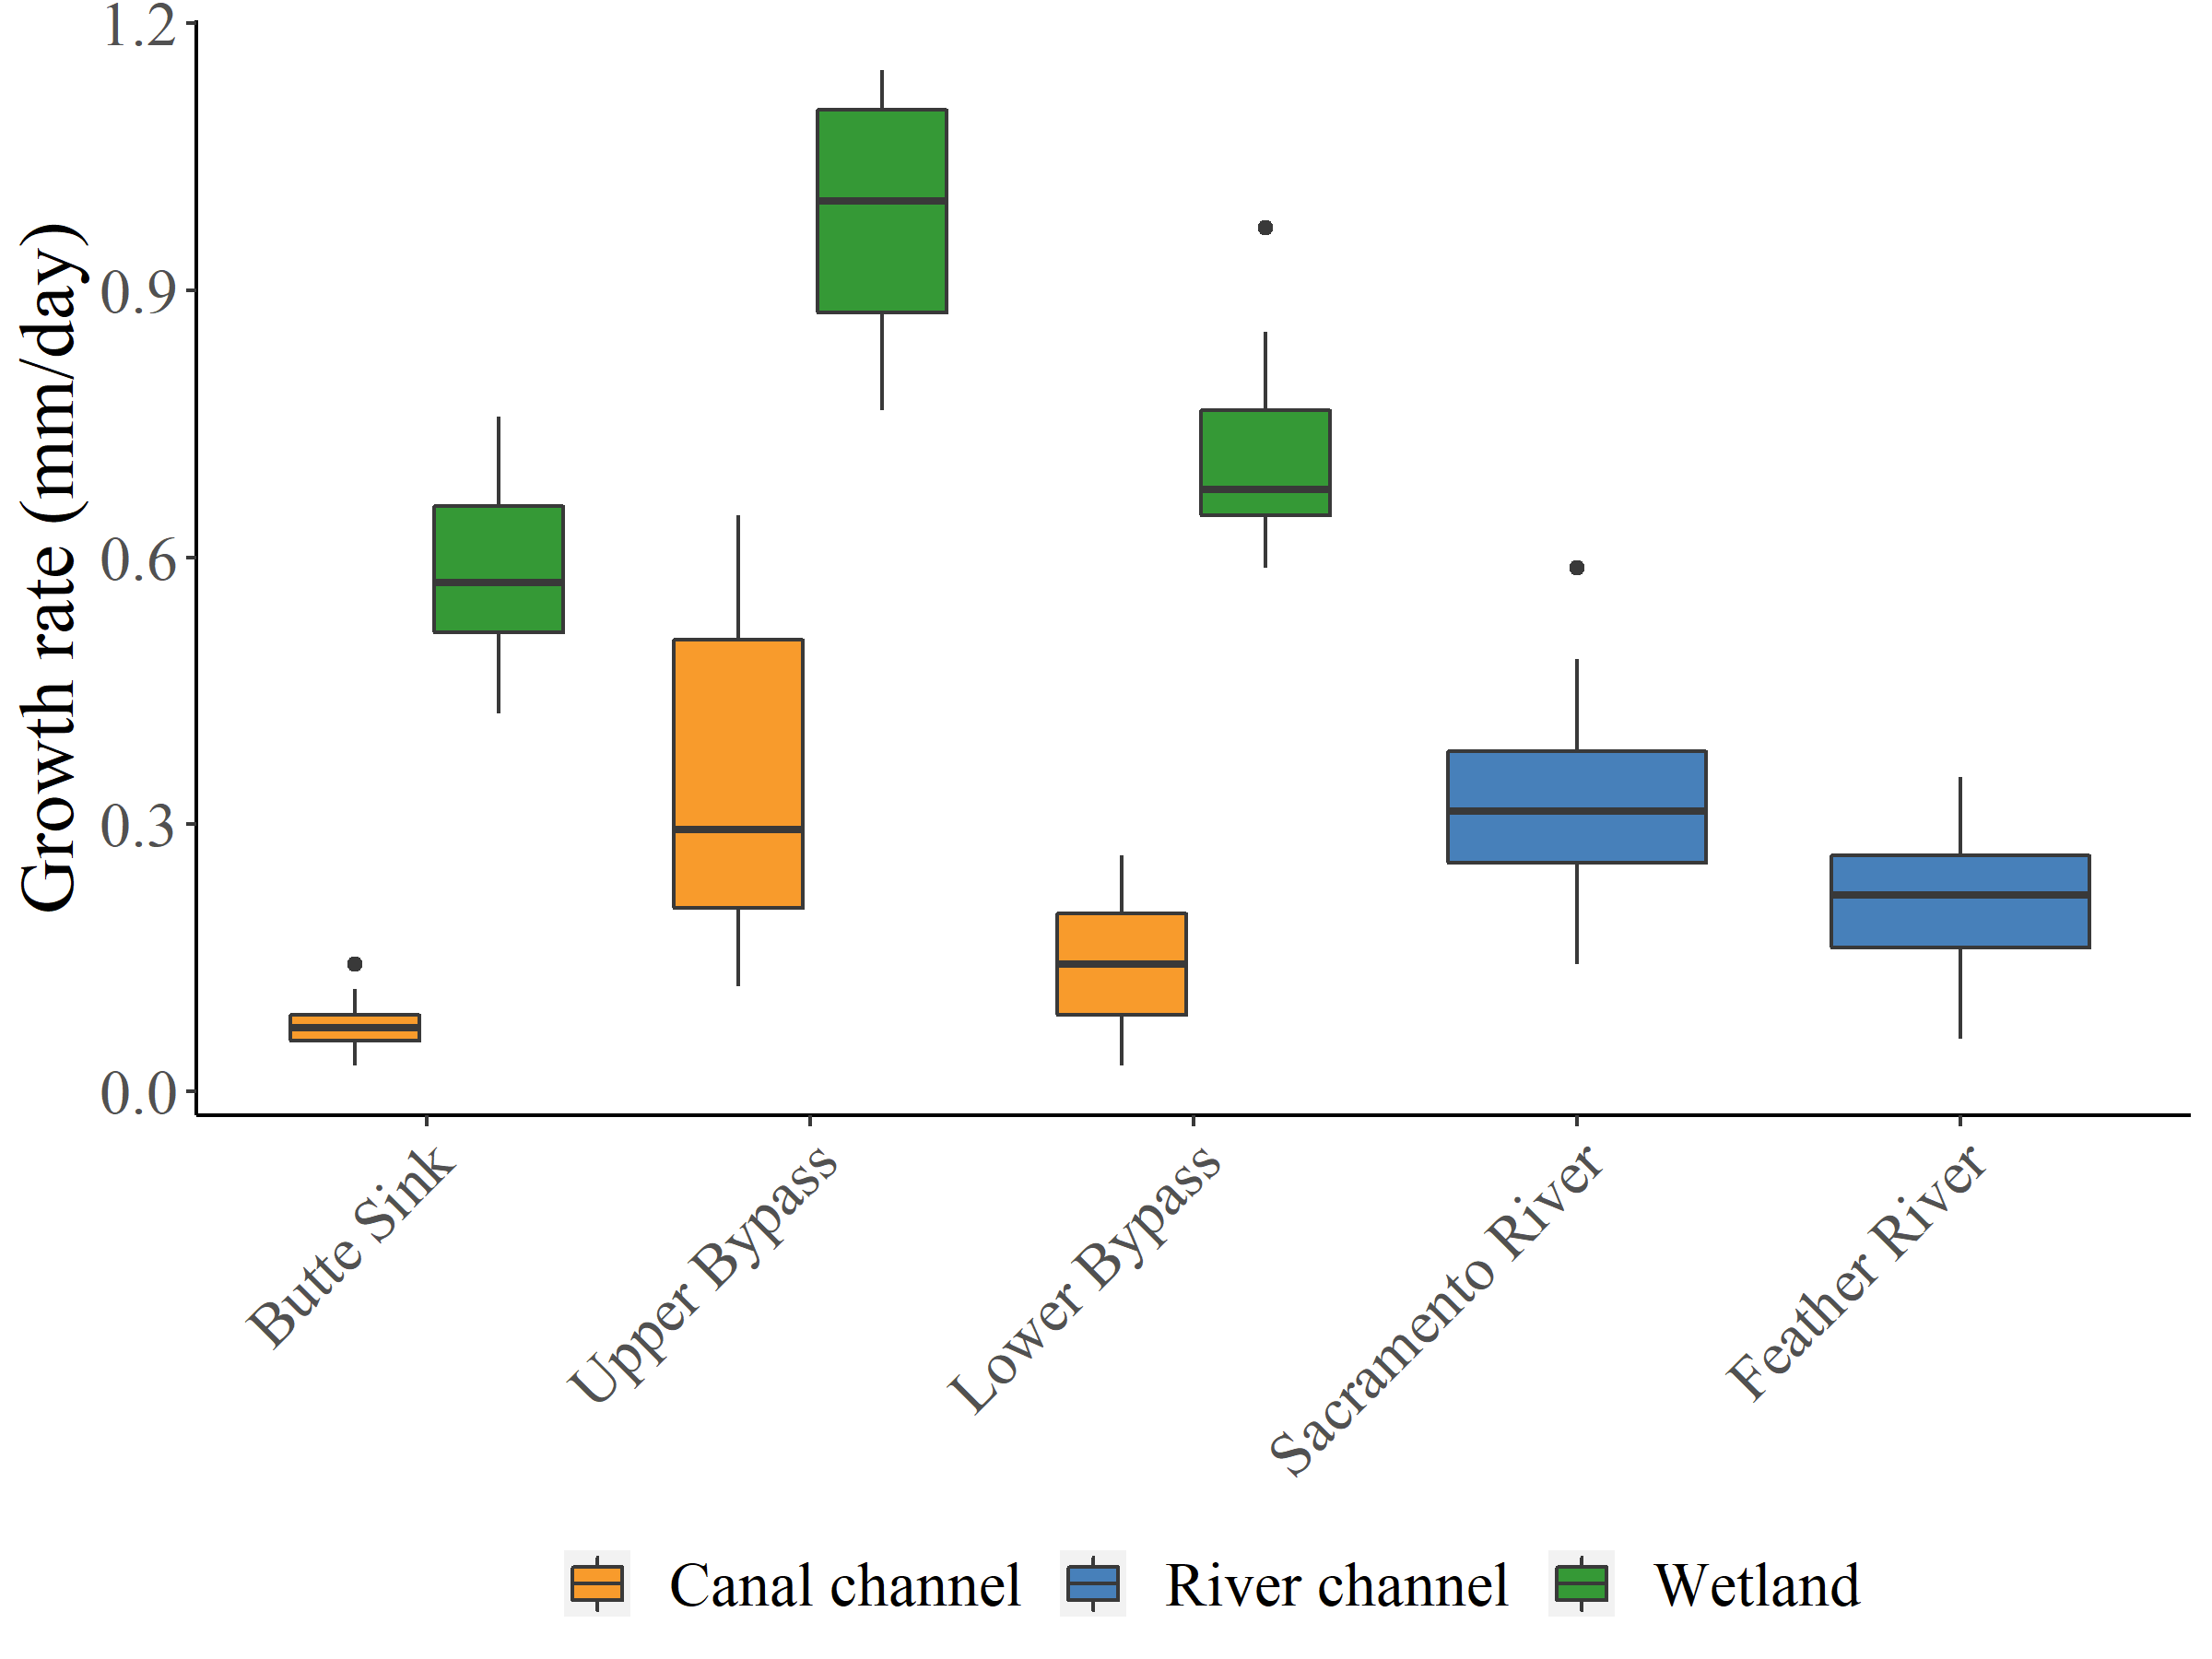 Growth rate (mm/day)
1.2
0.9
0.6
0.3
0.0
Butte Sink
Upper Bypass
Lower Bypass
Sacramento River
Feather River
Canal channel
River channel
Wetland